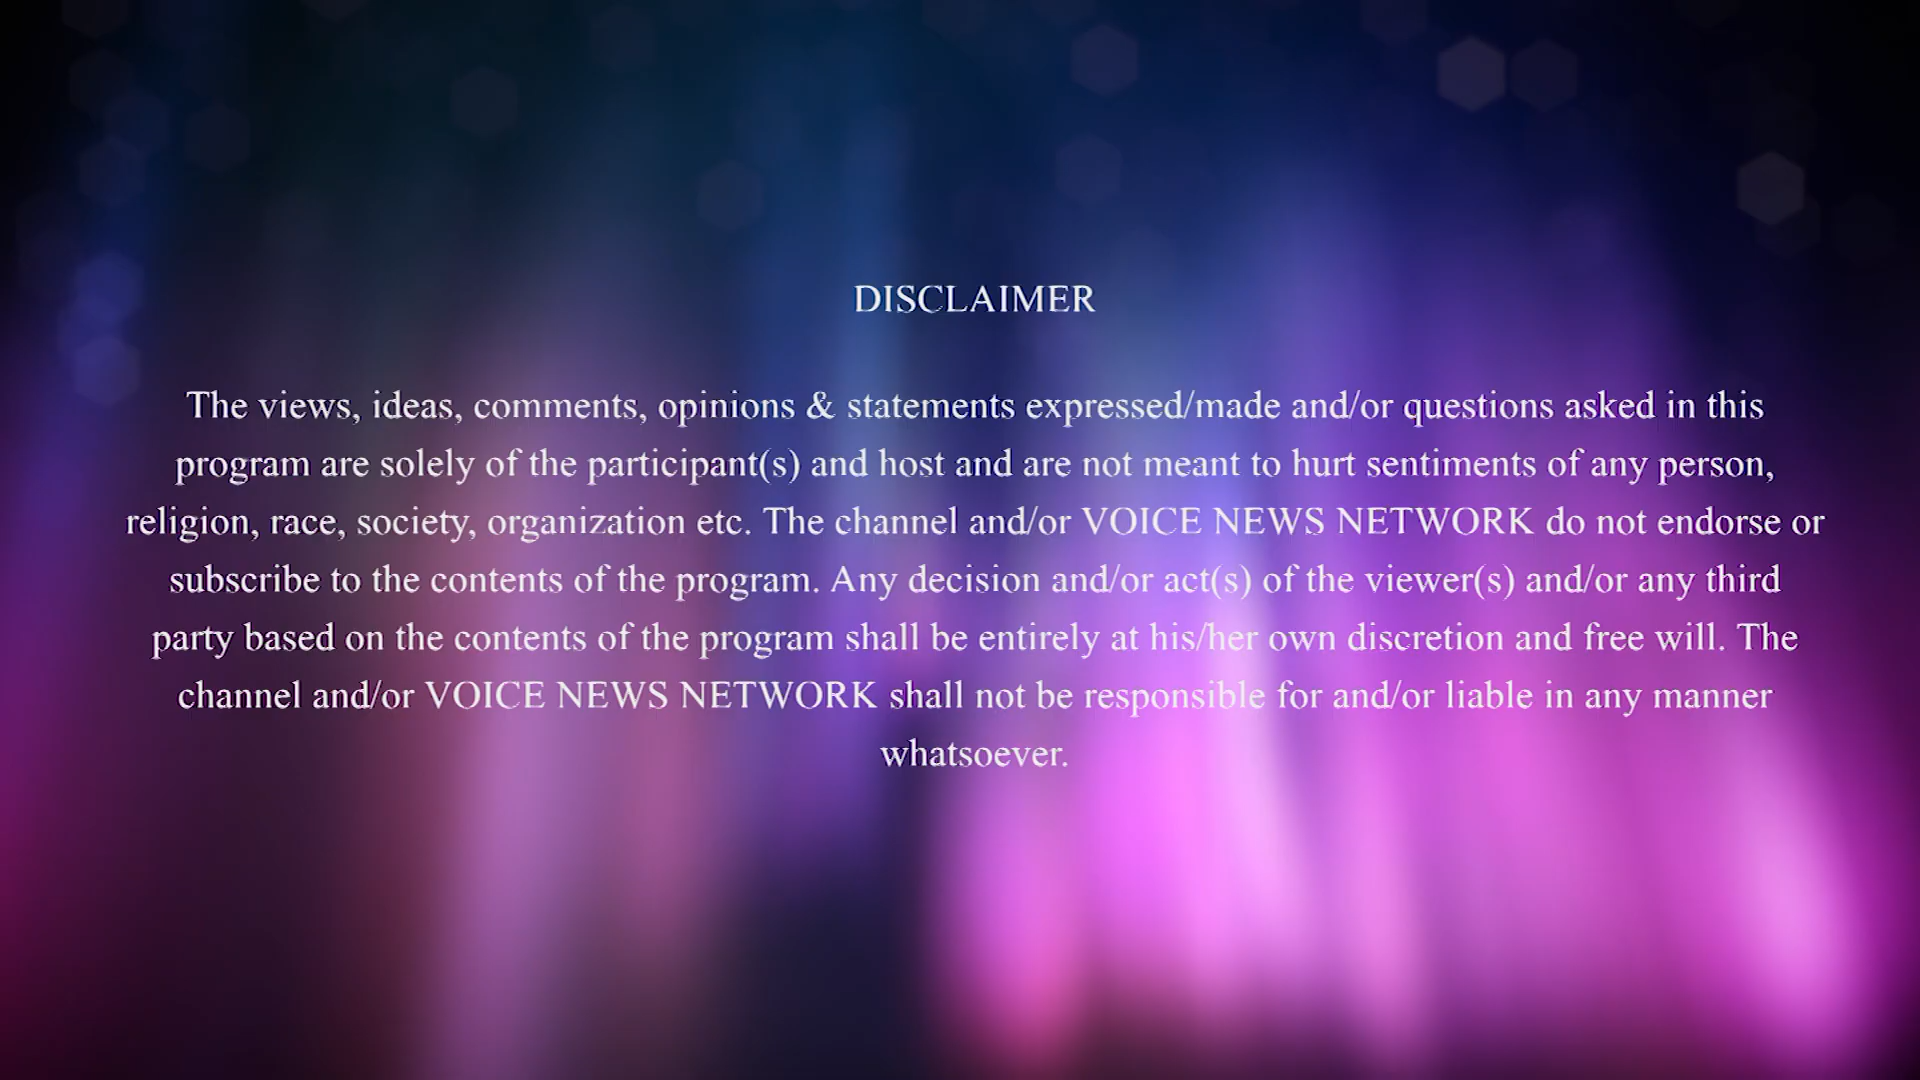 DISCLAIMER
The views, ideas, comments, opinions & statements expressed/made and/or questions asked in this
program are solely of the participant(s) and host and are not meant to hurt sentiments of any person,
religion, race, society, organization etc. The channel and/or VOICE NEWS NETWORK do not endorse or
subscribe to the contents of the program. Any decision and/or act(s) of the viewer(s) and/or any third
party based on the contents of the program shall be entirely at his/her own discretion and free will. The
channel and/or VOICE NEWS NETWORK shall not be responsible for and/or liable in any manner
whatsoever.